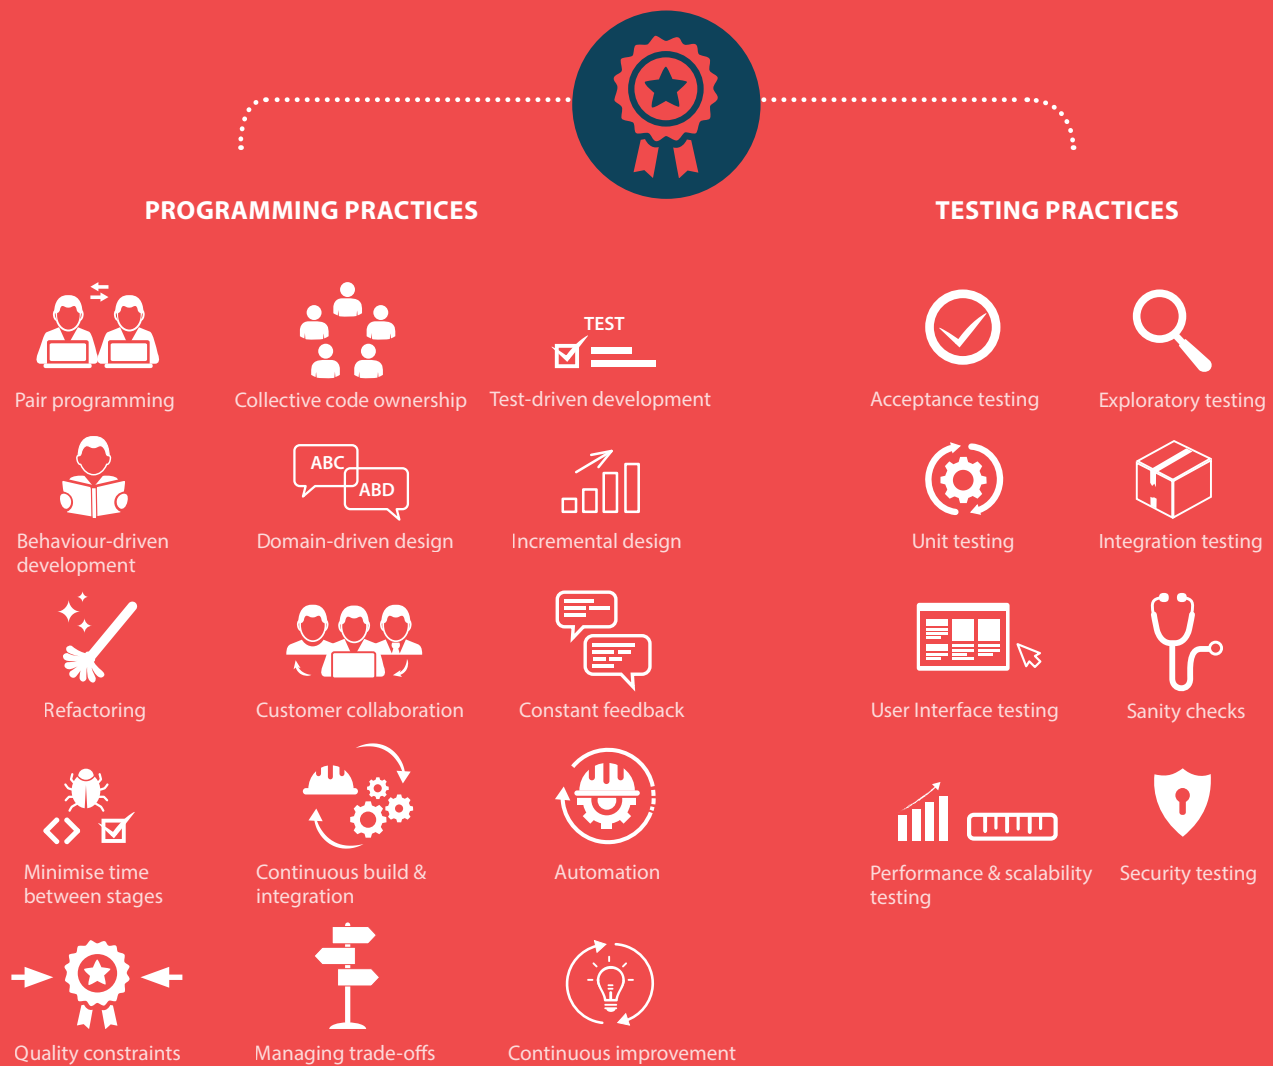 PROGRAMMING PRACTICES
Pair programming
Collective code ownership
TEST
Test-driven development
Behaviour-driven
development
ABC
ABD
Domain-driven design
Incremental design
Refactoring
Customer collaboration
Constant feedback
Minimise time
between stages
Continuous build &
integration
Automation
Quality constraints
Managing trade-offs
Continuous improvement
TESTING PRACTICES
Acceptance testing
Exploratory testing
Unit testing
Integration testing
User Interface testing
Sanity checks
Performance & scalability
testing
Security testing